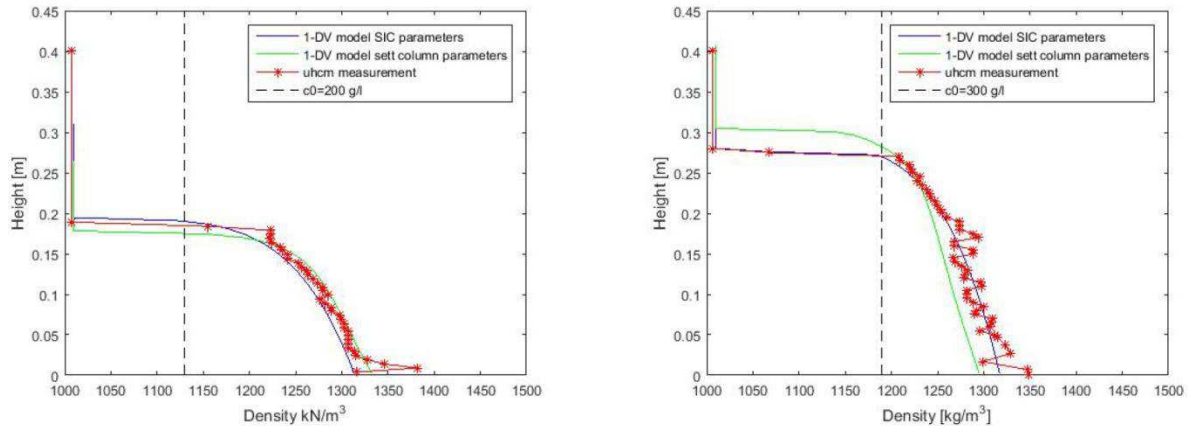 0.45
0.4
0.35
0.3
0.25
0.2
0.15
0.1
0.05
0
Height [m]
1-DV model SIC parameters
1-DV model sett column parameters
uhcm measurement
c0=200 g/l
1000 1050 1100 1150 1200 1250 1300 1350 1400 1450 1500
Density kN/m³
0.45
0.4
0.35
0.3
0.25
0.2
0.15
0.1
0.05
0
Height [m]
1-DV model SIC parameters
1-DV model sett column parameters
uhcm measurement
c0=300 g/l
1000 1050 1100 1150 1200 1250 1300 1350 1400 1450 1500
Density [kg/m³]